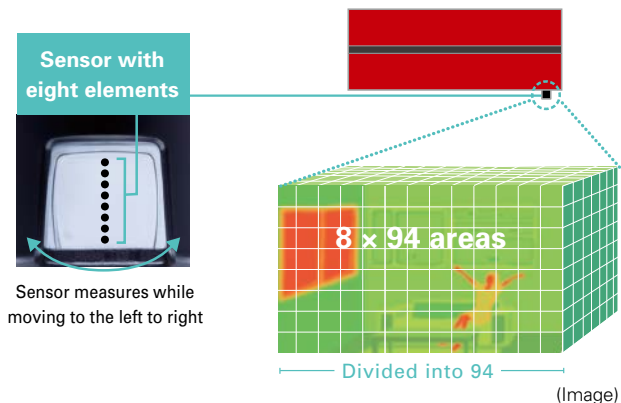 Sensor with
eight elements
Sensor measures while
moving to the left to right
8 × 94 areas
Divided into 94
(Image)